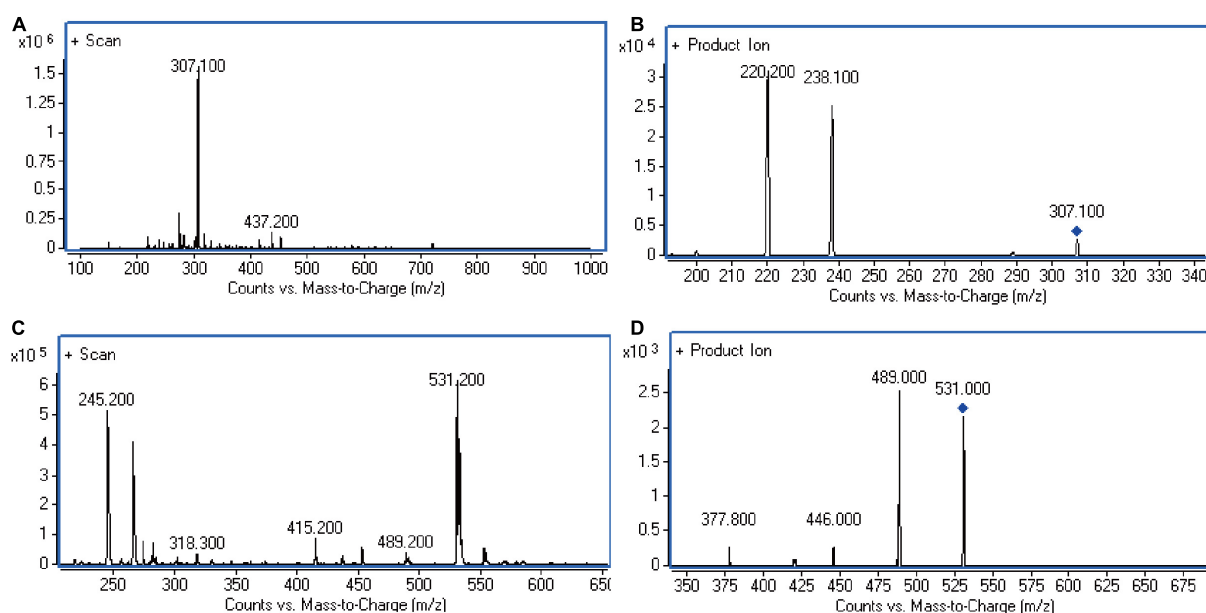 A
x10 6
+ Scan
307.100
437.200
1.5
1.25
1
0.75
0.5
0.25
0
100 200 300 400 500 600 700 800 900 1000
Counts vs. Mass-to-Charge (m/z)
B
x10 4
+ Product Ion
220.200
238.100
307.100
3
2.5
2
1.5
1
0.5
0
200 210 220 230 240 250 260 270 280 290 300 310 320 330 340
Counts vs. Mass-to-Charge (m/z)
C
x10 5
+ Scan
245.200
531.200
318.300
415.200
489.200
6
5
4
3
2
1
0
250 300 350 400 450 500 550 600 650
Counts vs. Mass-to-Charge (m/z)
D
x10 3
+ Product Ion
489.000
531.000
377.800
446.000
2.5
2
1.5
1
0.5
0
350 375 400 425 450 475 500 525 550 575 600 625 650 675
Counts vs. Mass-to-Charge (m/z)